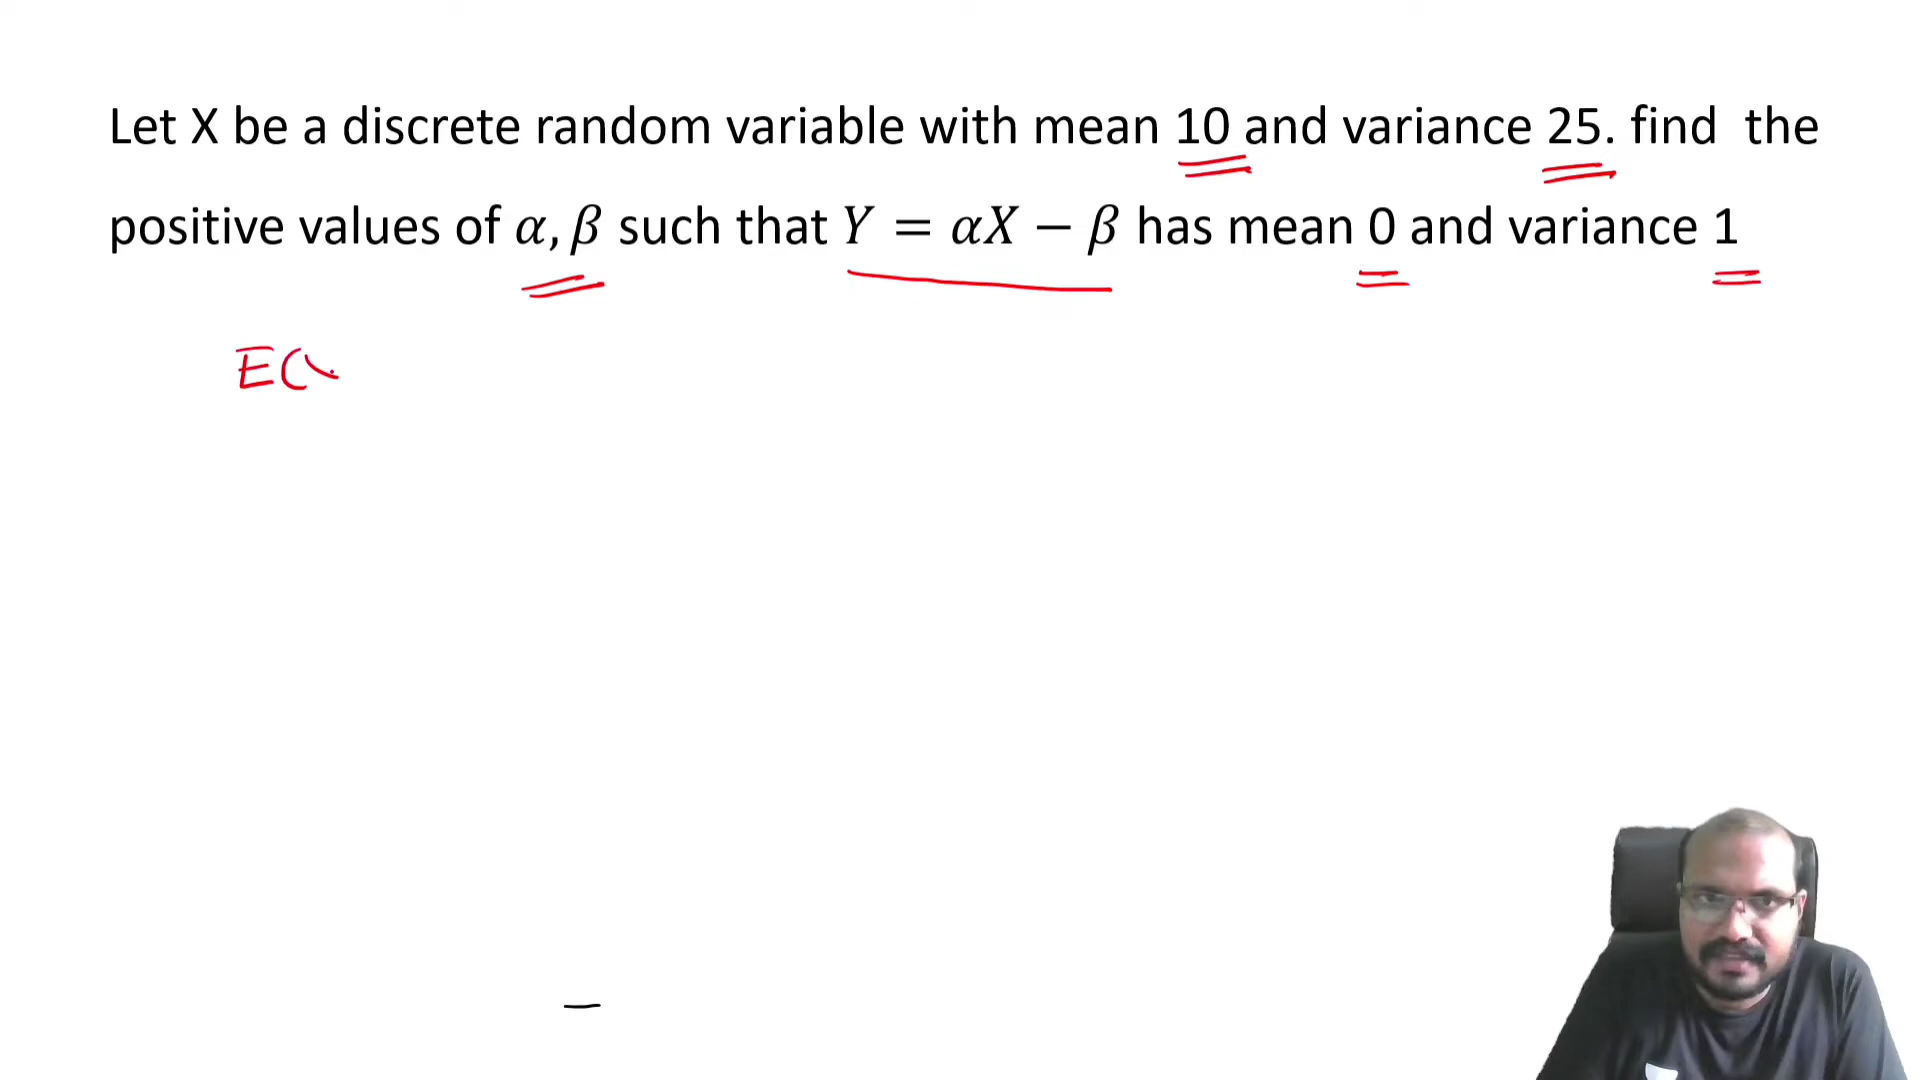 Let X be a discrete random variable with mean 10 and variance 25. find the
positive values of α, β such that Y = αX − β has mean 0 and variance 1
E(